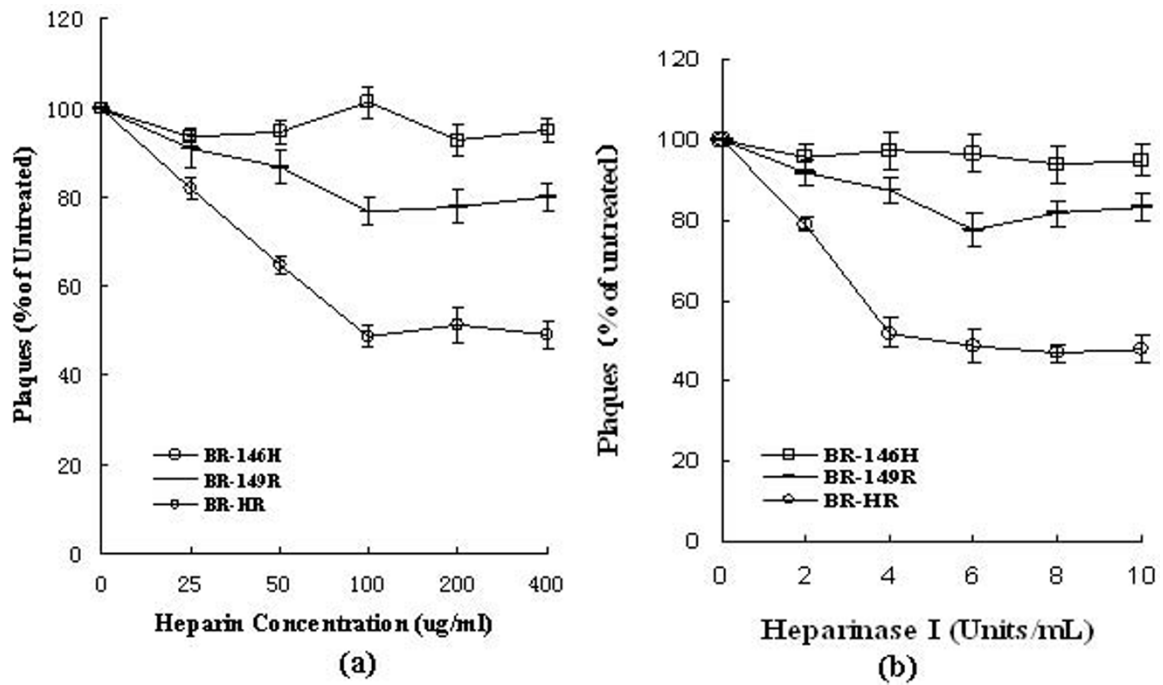 120
100
80
60
40
20
0
Plaques (%of Untreated)
BR-146H
BR-149R
BR-HR
0 25 50 100 200 400
Heparin Concentration (ug/ml)
(a)
120
100
80
60
40
20
0
Plaques (% of untreated)
BR-146H
BR-149R
BR-HR
0 2 4 6 8 10
Heparinase I (Units/mL)
(b)